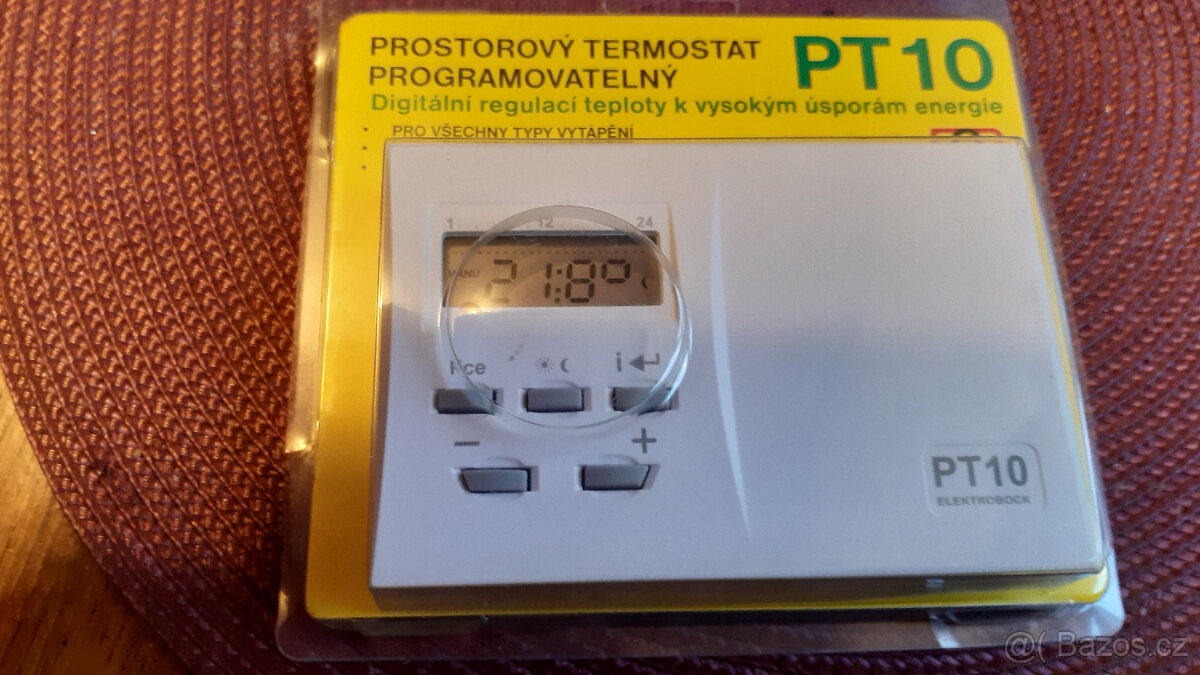 PROSTOROVÝ TERMOSTAT
PROGRAMOVATELNÝ
PT10
Digitální regulací teploty k vysokým úsporám energie
PRO VŠECHNY TYPY VYTÁPĚNÍ
1 12 24
MANU 21:8°
Fce i
- +
PT10
ELEKTROBOCK
@( Bazos.cz